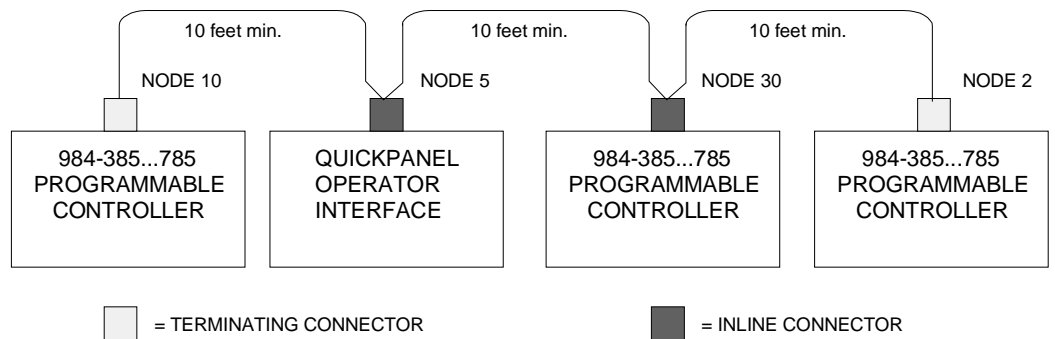 10 feet min.
10 feet min.
10 feet min.
NODE 10
NODE 5
NODE 30
NODE 2
984-385...785
PROGRAMMABLE
CONTROLLER
QUICKPANEL
OPERATOR
INTERFACE
984-385...785
PROGRAMMABLE
CONTROLLER
984-385...785
PROGRAMMABLE
CONTROLLER
= TERMINATING CONNECTOR
= INLINE CONNECTOR